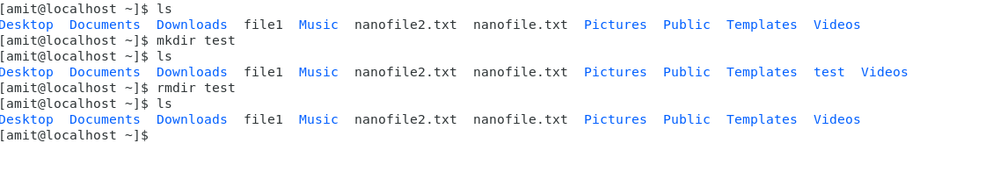 [amit@localhost ~]$ ls
Desktop  Documents  Downloads  file1  Music  nanofile2.txt  nanofile.txt  Pictures  Public  Templates  Videos
[amit@localhost ~]$ mkdir test
[amit@localhost ~]$ ls
Desktop  Documents  Downloads  file1  Music  nanofile2.txt  nanofile.txt  Pictures  Public  Templates  test  Videos
[amit@localhost ~]$ rmdir test
[amit@localhost ~]$ ls
Desktop  Documents  Downloads  file1  Music  nanofile2.txt  nanofile.txt  Pictures  Public  Templates  Videos
[amit@localhost ~]$